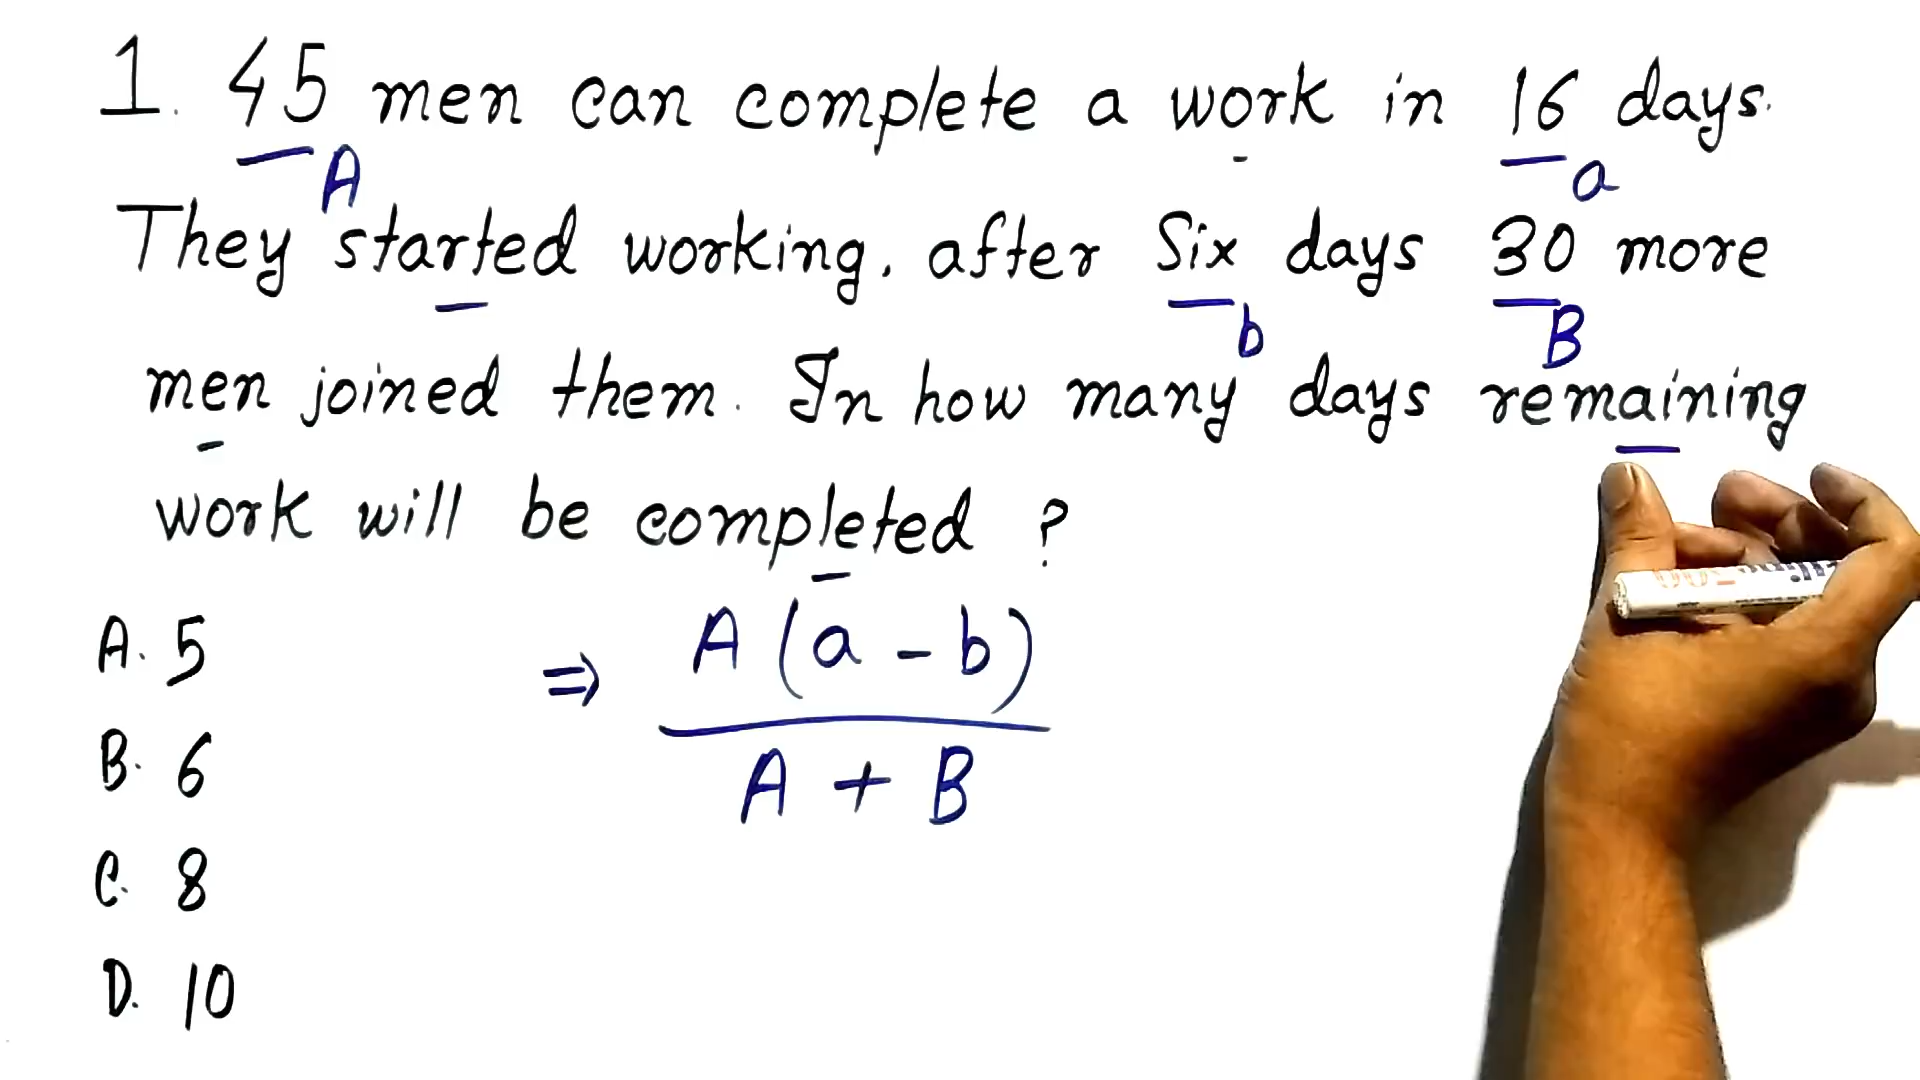 1. 45 men can complete a work in 16 days.
A a
They started working, after Six days 30 more
b B
men joined them. In how many days remaining
work will be completed ?
A. 5
⇒ A (a - b)
A + B
B. 6
C. 8
D. 10